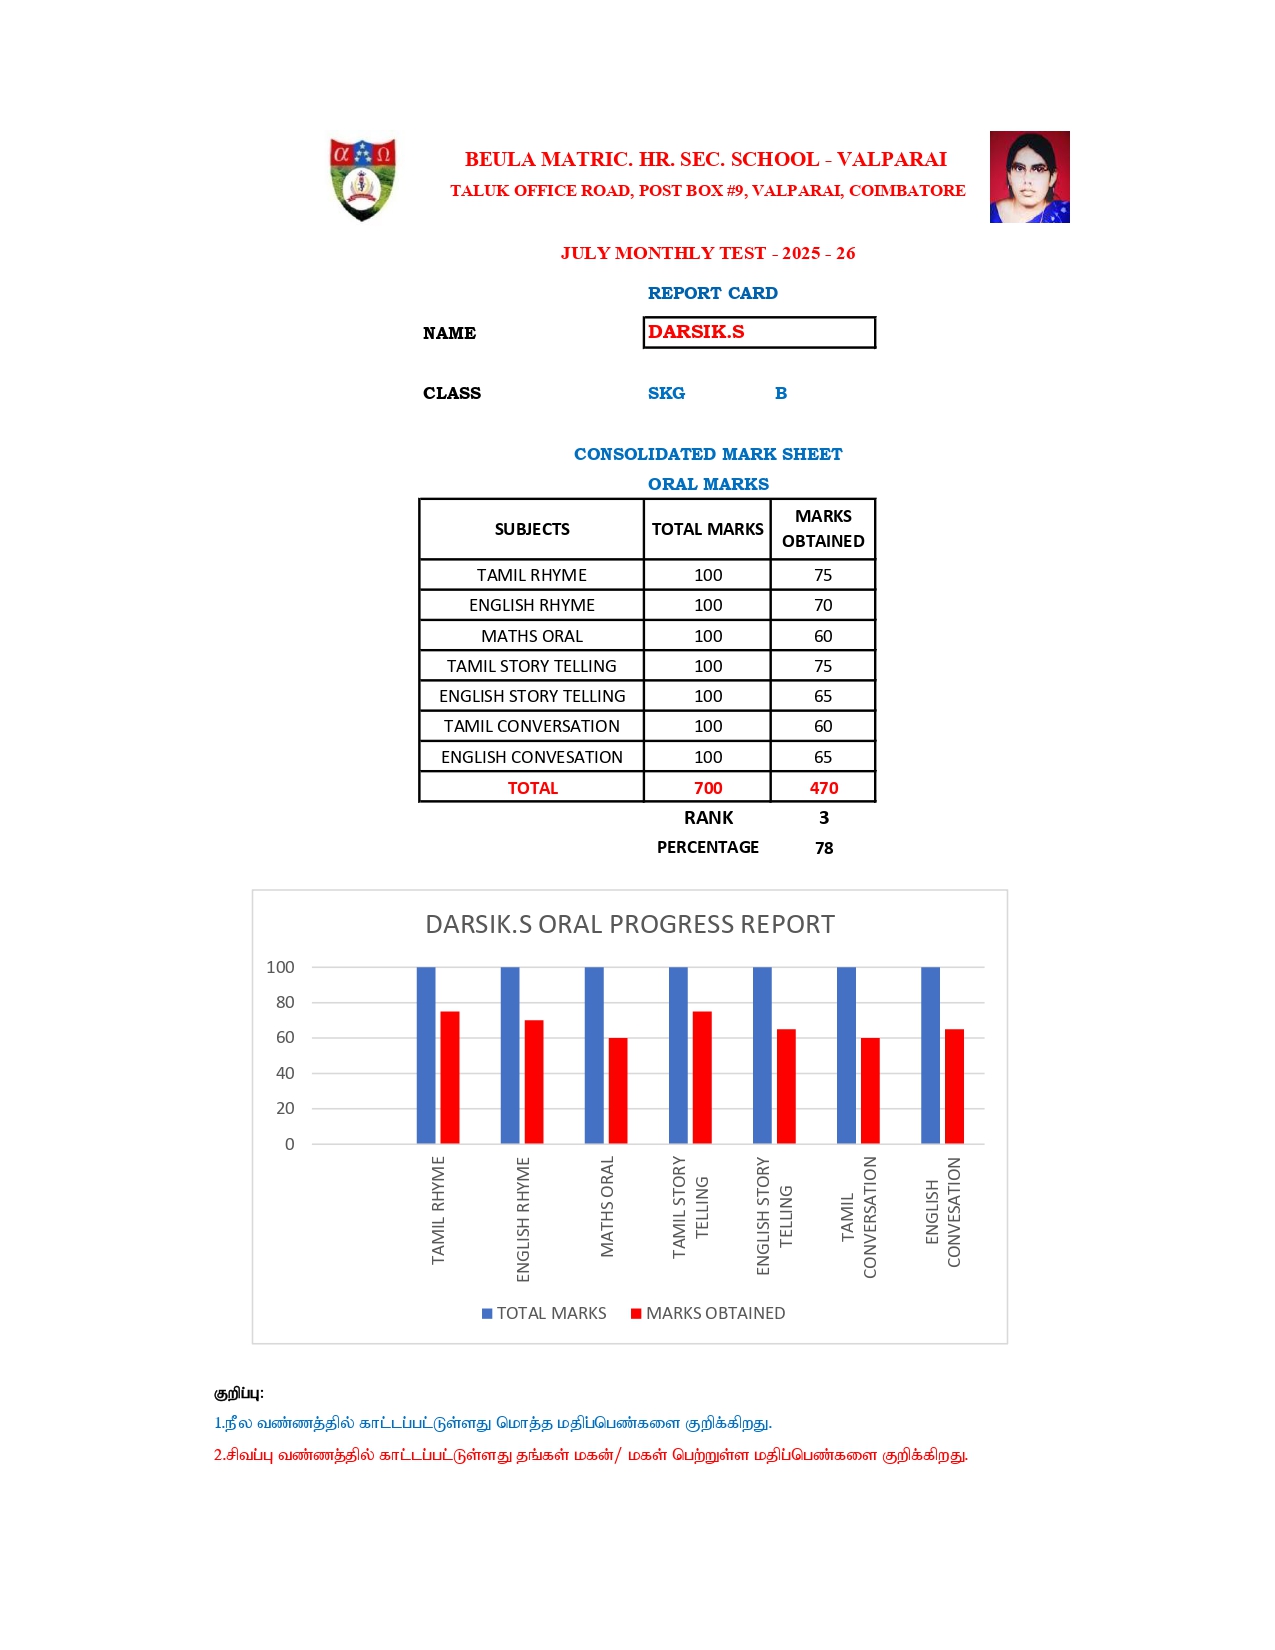 BEULA MATRIC. HR. SEC. SCHOOL - VALPARAI
TALUK OFFICE ROAD, POST BOX #9, VALPARAI, COIMBATORE
α Ω
JULY MONTHLY TEST - 2025 - 26
REPORT CARD
NAME DARSIK.S
CLASS SKG B
CONSOLIDATED MARK SHEET
ORAL MARKS
SUBJECTS TOTAL MARKS MARKS OBTAINED
TAMIL RHYME 100 75
ENGLISH RHYME 100 70
MATHS ORAL 100 60
TAMIL STORY TELLING 100 75
ENGLISH STORY TELLING 100 65
TAMIL CONVERSATION 100 60
ENGLISH CONVESATION 100 65
TOTAL 700 470
RANK 3
PERCENTAGE 78
DARSIK.S ORAL PROGRESS REPORT
100
80
60
40
20
0
TAMIL RHYME
ENGLISH RHYME
MATHS ORAL
TAMIL STORY TELLING
ENGLISH STORY TELLING
TAMIL CONVERSATION
ENGLISH CONVESATION
TOTAL MARKS MARKS OBTAINED
குறிப்பு:
1.நீல வண்ணத்தில் காட்டப்பட்டுள்ளது மொத்த மதிப்பெண்களை குறிக்கிறது.
2.சிவப்பு வண்ணத்தில் காட்டப்பட்டுள்ளது தங்கள் மகன்/ மகள் பெற்றுள்ள மதிப்பெண்களை குறிக்கிறது.